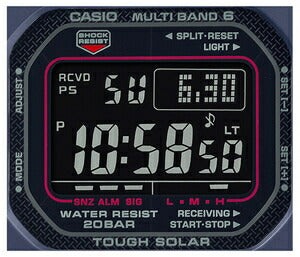 CASIO MULTI BAND 6
SHOCK RESIST
SPLIT·RESET
LIGHT
ADJUST
SET [-]
RCVD
PS
SU 6.30
P 10:58 50
LT
MODE
SET [+]
SNZ ALM SIG L - M - H
WATER RESIST
20BAR
RECEIVING
START·STOP
TOUGH SOLAR